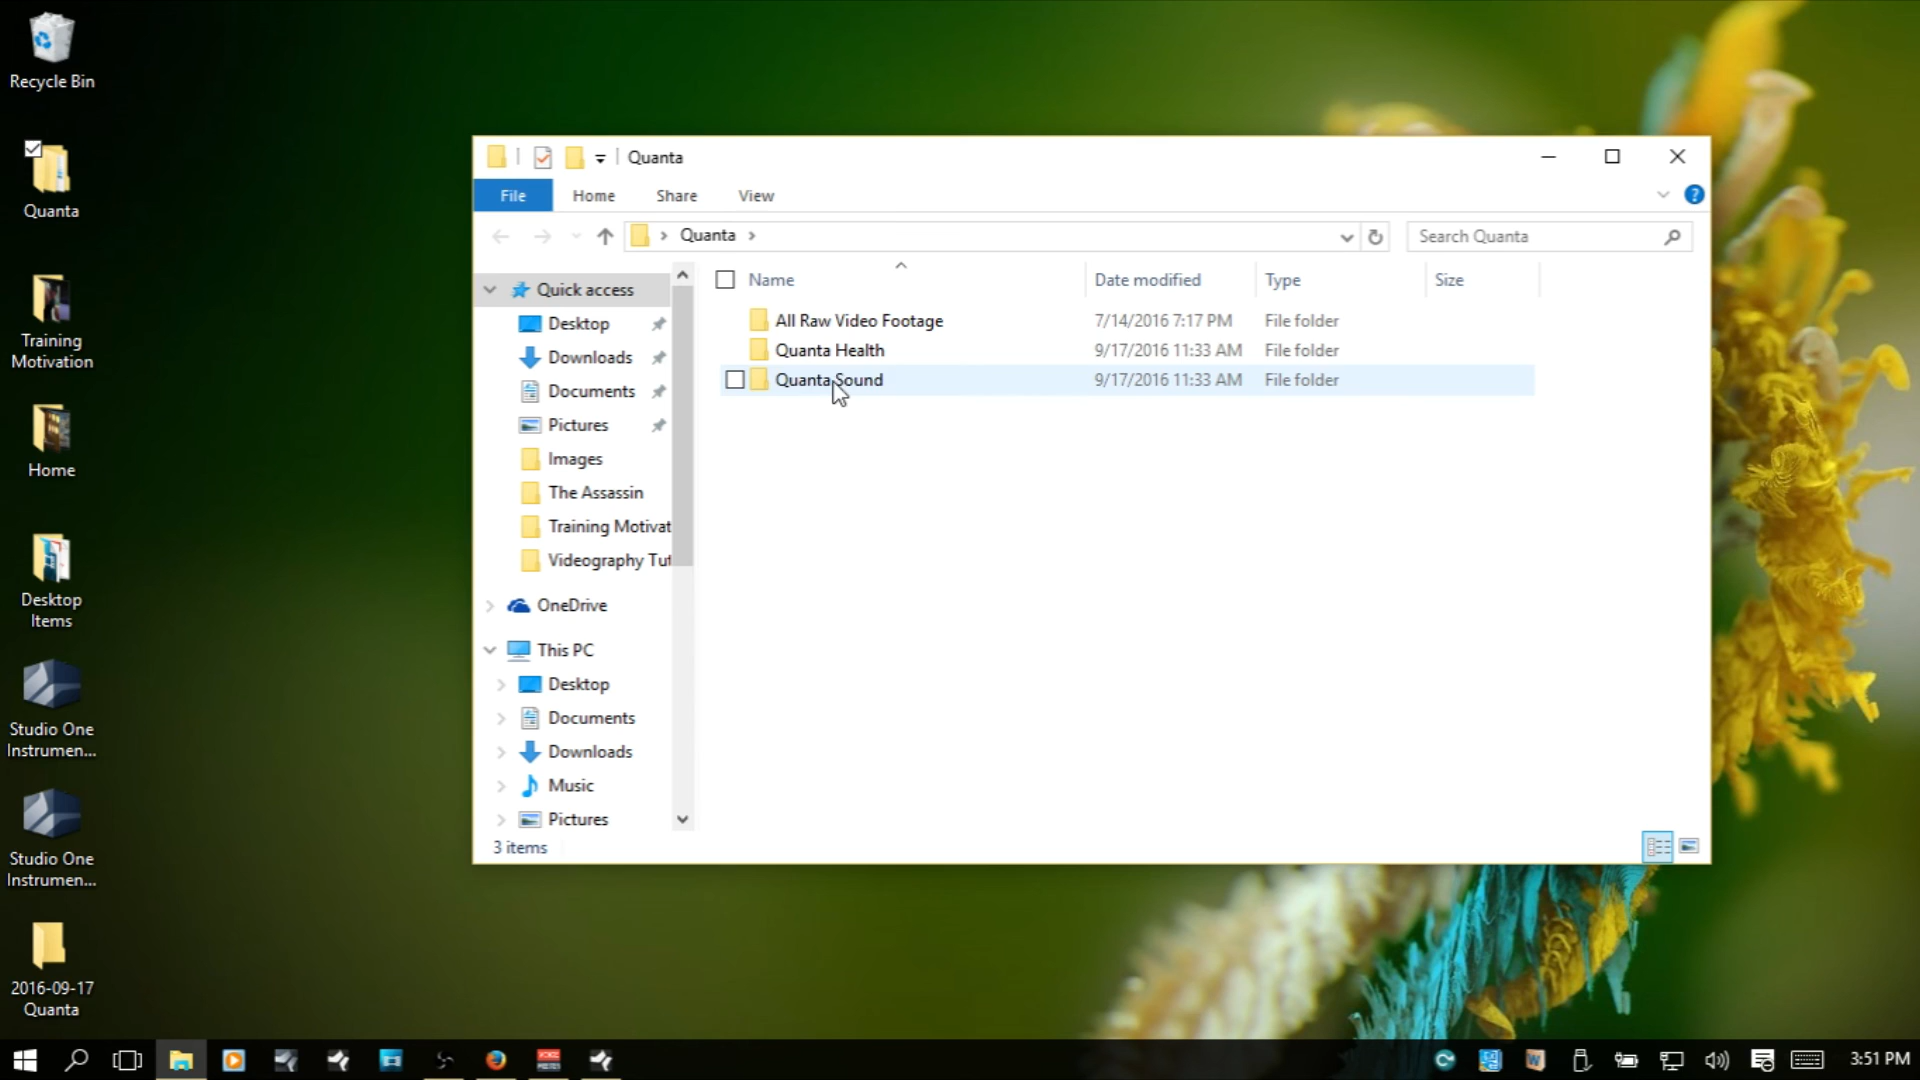 Recycle Bin
Quanta
Training
Motivation
Home
Desktop
Items
Studio One
Instrumen...
Studio One
Instrumen...
2016-09-17
Quanta
Quanta
File Home Share View
Quanta
Search Quanta
Name Date modified Type Size
All Raw Video Footage 7/14/2016 7:17 PM File folder
Quanta Health 9/17/2016 11:33 AM File folder
Quanta Sound 9/17/2016 11:33 AM File folder
Quick access
Desktop
Downloads
Documents
Pictures
Images
The Assassin
Training Motivat
Videography Tut
OneDrive
This PC
Desktop
Documents
Downloads
Music
Pictures
3 items
3:51 PM